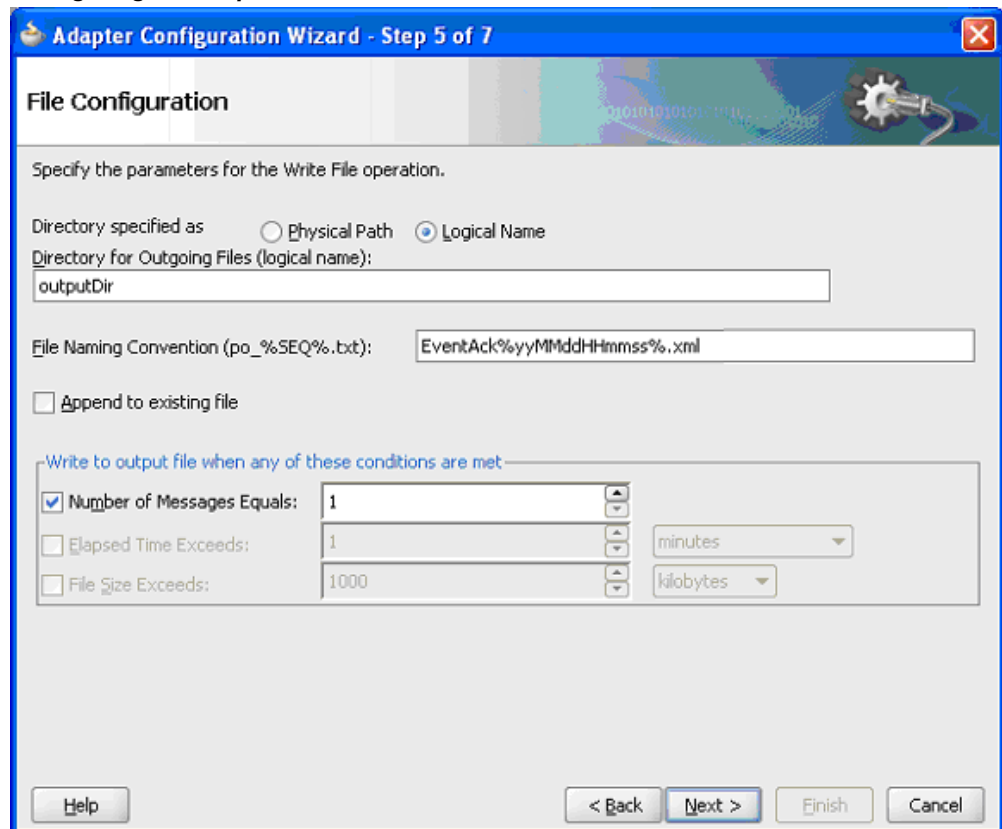 Adapter Configuration Wizard - Step 5 of 7
File Configuration
Specify the parameters for the Write File operation.
Directory specified as Physical Path Logical Name
Directory for Outgoing Files (logical name):
outputDir
File Naming Convention (po_%SEQ%.txt): EventAck%yyMMddHHmmss%.xml
Append to existing file
Write to output file when any of these conditions are met
Number of Messages Equals: 1
Elapsed Time Exceeds: 1 minutes
File Size Exceeds: 1000 kilobytes
Help < Back Next > Finish Cancel